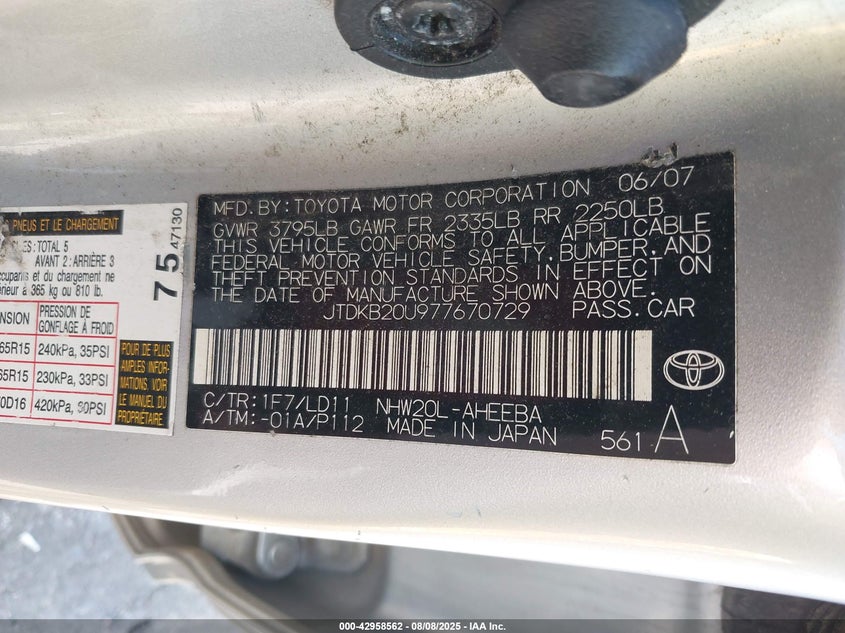 PNEUS ET LE CHARGEMENT
TOTAL 5
AVANT 2: ARRIÈRE 3
et du chargement ne
à 365 kg ou 810 lb.
PRESSION DE
GONFLAGE À FROID
65R15 240kPa, 35PSI
65R15 230kPa, 33PSI
0D16 420kPa, 60PSI
POUR DE PLUS
AMPLES INFOR-
MATIONS, VOIR
LE MANUEL DU
PROPRIÉTAIRE
75 47130
MFD. BY: TOYOTA MOTOR CORPORATION 06/07
GVWR 3795LB GAWR FR 2335LB RR 2250LB
THIS VEHICLE CONFORMS TO ALL APPLICABLE
FEDERAL MOTOR VEHICLE SAFETY, BUMPER, AND
THEFT PREVENTION STANDARDS IN EFFECT ON
THE DATE OF MANUFACTURE SHOWN ABOVE.
JTDKB20U977670729 PASS.CAR
C/TR: 1F7/LD11 NHW20L-AHEEBA
A/TM: -01A/P112 MADE IN JAPAN 561 A
000-42958562 - 08/08/2025 - IAA Inc.